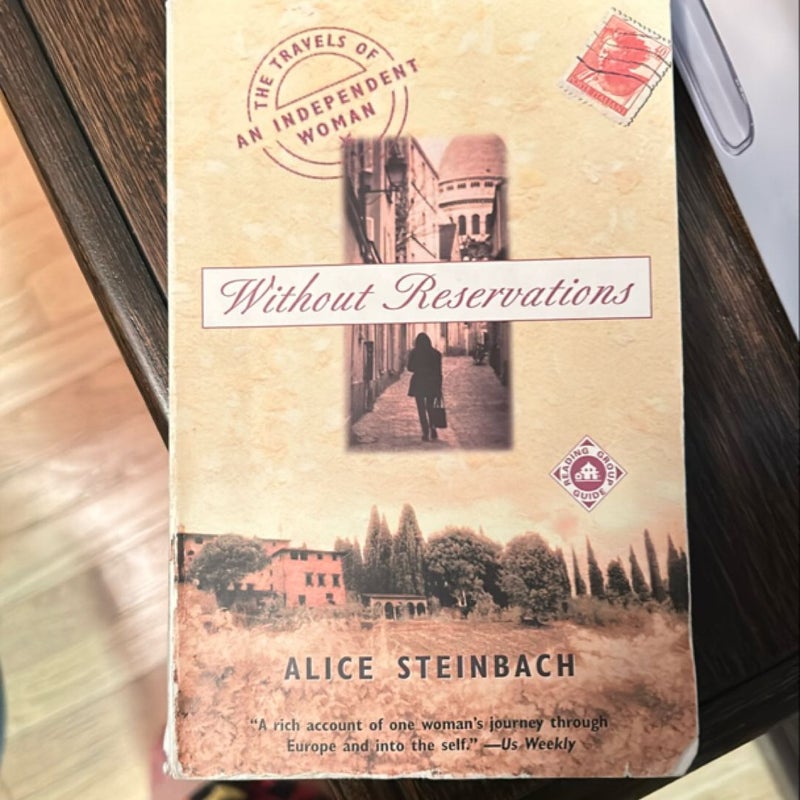 THE TRAVELS OF
AN INDEPENDENT
WOMAN
Without Reservations
READING GROUP
GUIDE
ALICE STEINBACH
"A rich account of one woman's journey through
Europe and into the self." —Us Weekly